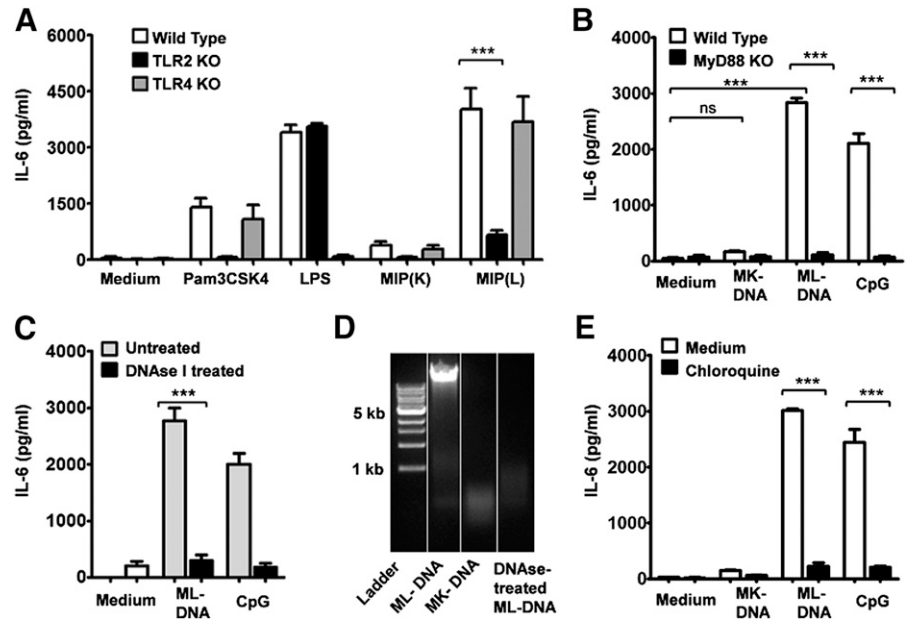 A
IL-6 (pg/ml)
6000
4500
3000
1500
0
Wild Type
TLR2 KO
TLR4 KO
***
Medium
Pam3CSK4
LPS
MIP(K)
MIP(L)
B
IL-6 (pg/ml)
4000
3000
2000
1000
0
Wild Type
MyD88 KO
***
***
***
ns
Medium
MK-
DNA
ML-
DNA
CpG
C
IL-6 (pg/ml)
4000
3000
2000
1000
0
Untreated
DNAse I treated
***
Medium
ML-
DNA
CpG
D
5 kb
1 kb
Ladder
ML- DNA
MK- DNA
DNAse-
treated
ML-DNA
E
IL-6 (pg/ml)
4000
3000
2000
1000
0
Medium
Chloroquine
***
***
Medium
MK-
DNA
ML-
DNA
CpG